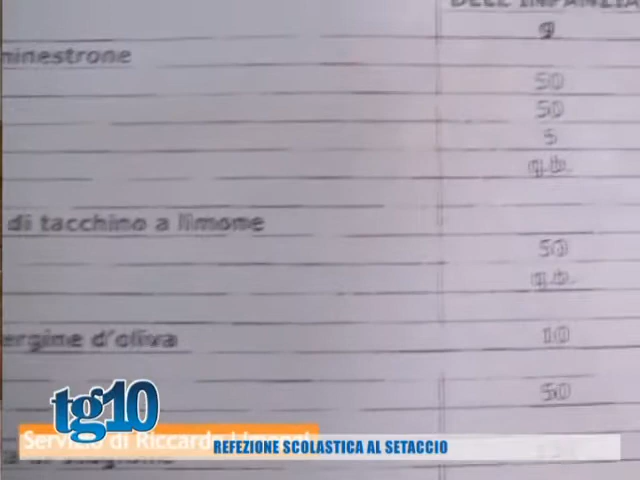 DELL'INFANZIA
g
minestrone
50
50
5
q.b.
di tacchino a limone
50
q.b.
ergine d'oliva
10
50
tg10
Servizio di Riccardo
REFEZIONE SCOLASTICA AL SETACCIO